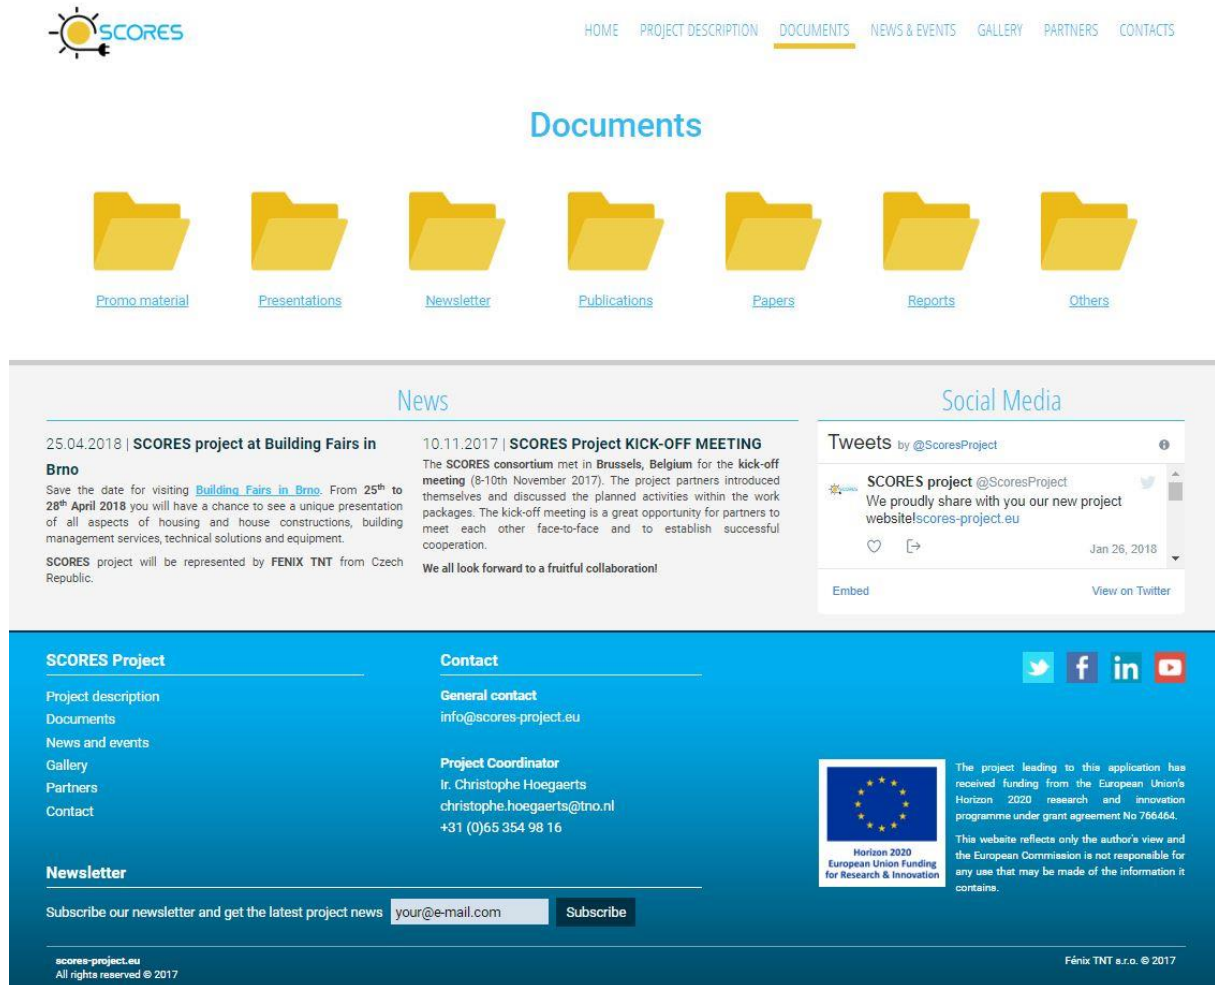 SCORES
HOME PROJECT DESCRIPTION DOCUMENTS NEWS & EVENTS GALLERY PARTNERS CONTACTS
Documents
Promo material Presentations Newsletter Publications Papers Reports Others
News
25.04.2018 | SCORES project at Building Fairs in
Brno
Save the date for visiting Building Fairs in Brno. From 25th to
28th April 2018 you will have a chance to see a unique presentation
of all aspects of housing and house constructions, building
management services, technical solutions and equipment.
SCORES project will be represented by FENIX TNT from Czech
Republic.
10.11.2017 | SCORES Project KICK-OFF MEETING
The SCORES consortium met in Brussels, Belgium for the kick-off
meeting (8-10th November 2017). The project partners introduced
themselves and discussed the planned activities within the work
packages. The kick-off meeting is a great opportunity for partners to
meet each other face-to-face and to establish successful
cooperation.
We all look forward to a fruitful collaboration!
Social Media
Tweets by @ScoresProject
SCORES project @ScoresProject
We proudly share with you our new project
website!scores-project.eu
Jan 26, 2018
Embed View on Twitter
SCORES Project
Project description
Documents
News and events
Gallery
Partners
Contact
Contact
General contact
info@scores-project.eu
Project Coordinator
Ir. Christophe Hoegaerts
christophe.hoegaerts@tno.nl
+31 (0)65 354 98 16
Horizon 2020
European Union Funding
for Research & Innovation
The project leading to this application has
received funding from the European Union's
Horizon 2020 research and innovation
programme under grant agreement No 766464.
This website reflects only the author's view and
the European Commission is not responsible for
any use that may be made of the information it
contains.
Newsletter
Subscribe our newsletter and get the latest project news your@e-mail.com Subscribe
scores-project.eu
All rights reserved © 2017
Fénix TNT s.r.o. © 2017